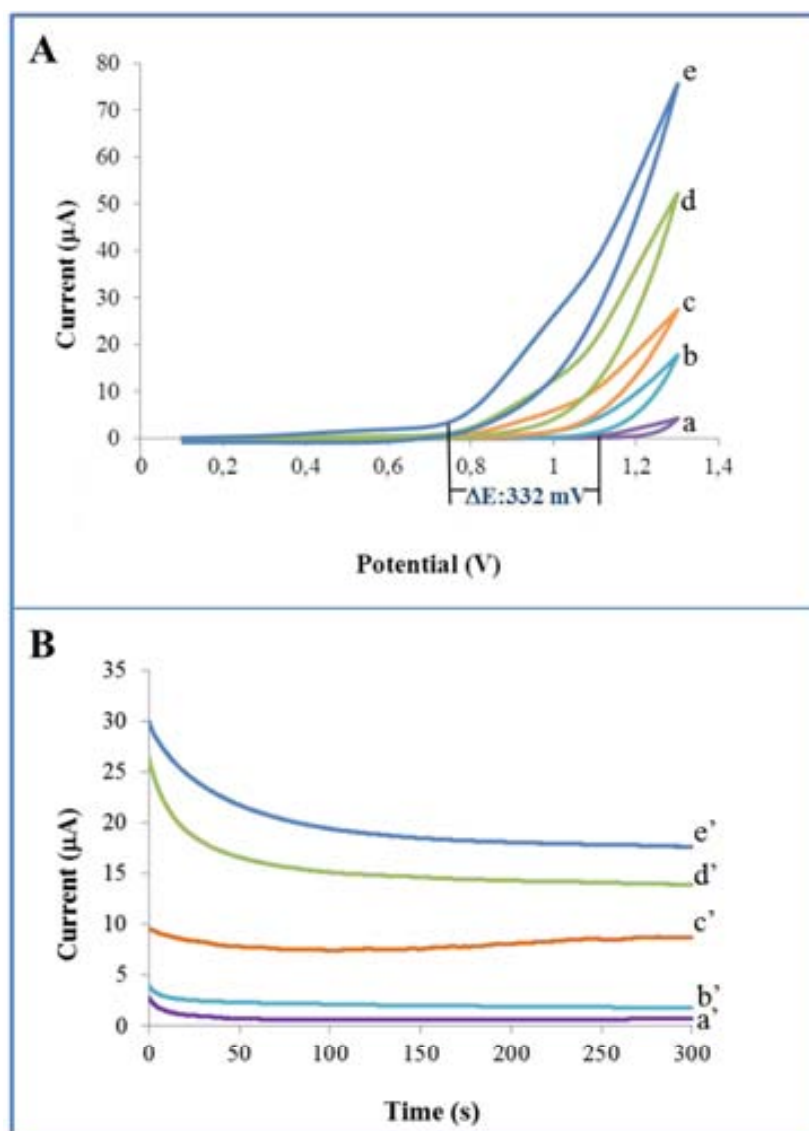 A
80
70
60
50
40
30
20
10
0
Current (µA)
e
d
c
b
a
0 0,2 0,4 0,6 0,8 1 1,2 1,4
ΔE:332 mV
Potential (V)
B
35
30
25
20
15
10
5
0
Current (µA)
e’
d’
c’
b’
a’
0 50 100 150 200 250 300
Time (s)